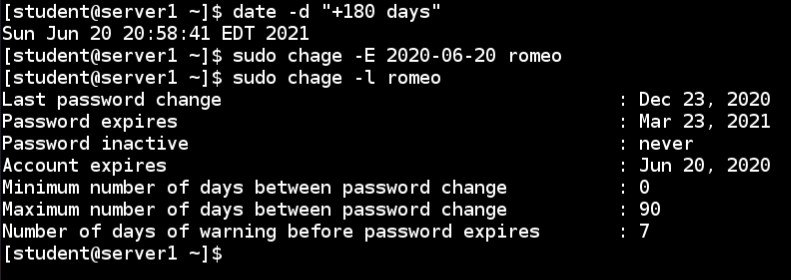 [student@server1 ~]$ date -d "+180 days"
Sun Jun 20 20:58:41 EDT 2021
[student@server1 ~]$ sudo chage -E 2020-06-20 romeo
[student@server1 ~]$ sudo chage -l romeo
Last password change : Dec 23, 2020
Password expires : Mar 23, 2021
Password inactive : never
Account expires : Jun 20, 2020
Minimum number of days between password change : 0
Maximum number of days between password change : 90
Number of days of warning before password expires : 7
[student@server1 ~]$